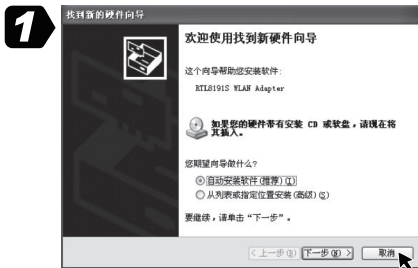 1
找到新的硬件向导
欢迎使用找到新硬件向导
这个向导帮助您安装软件:
RTL8191S WLAN Adapter
如果您的硬件带有安装 CD 或软盘，请现在将
其插入。
您期望向导做什么?
自动安装软件(推荐)(I)
从列表或指定位置安装(高级)(S)
要继续，请单击“下一步”。
< 上一步(B) 下一步(N) > 取消